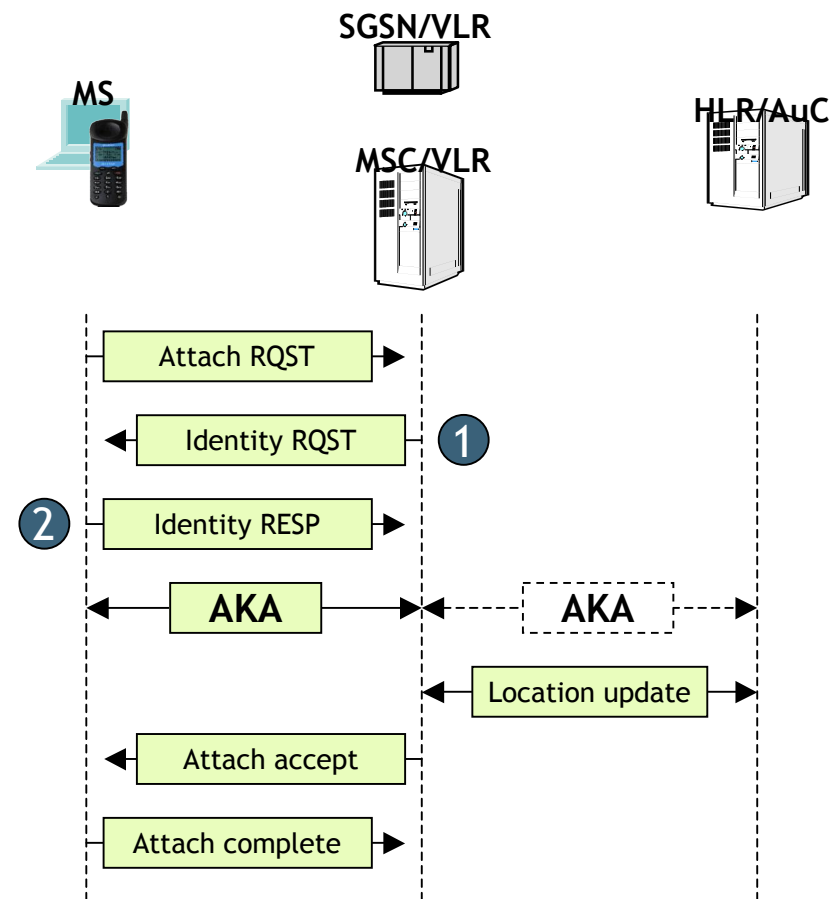 SGSN/VLR
MS
HLR/AuC
MSC/VLR
Attach RQST
Identity RQST
1
2
Identity RESP
AKA
AKA
Location update
Attach accept
Attach complete